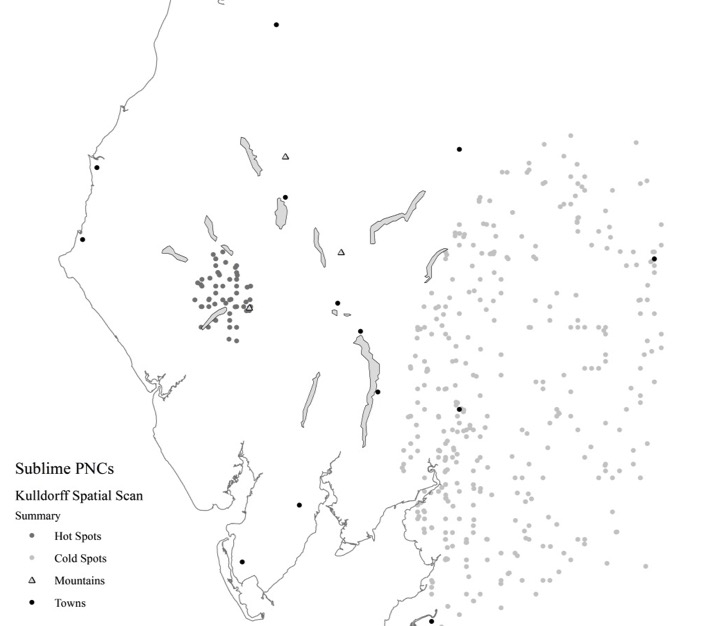 Sublime PNCs
Kulldorff Spatial Scan
Summary
Hot Spots
Cold Spots
Mountains
Towns